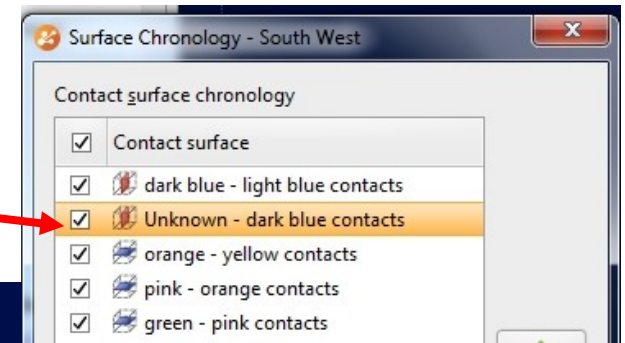 Surface Chronology - South West
Contact surface chronology
Contact surface
dark blue - light blue contacts
Unknown - dark blue contacts
orange - yellow contacts
pink - orange contacts
green - pink contacts